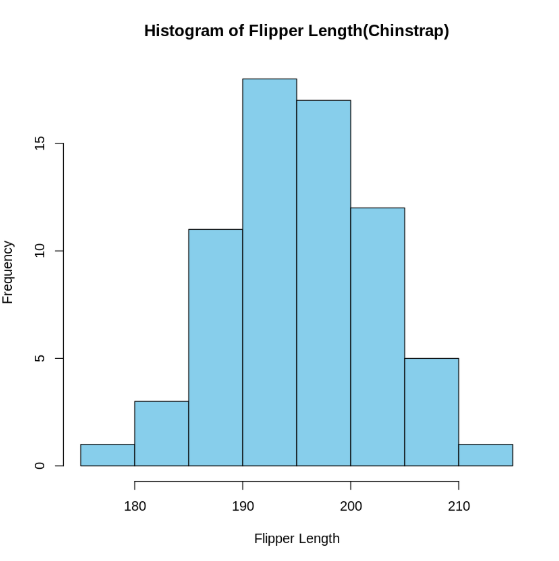 Histogram of Flipper Length(Chinstrap)
15
10
5
0
Frequency
180 190 200 210
Flipper Length